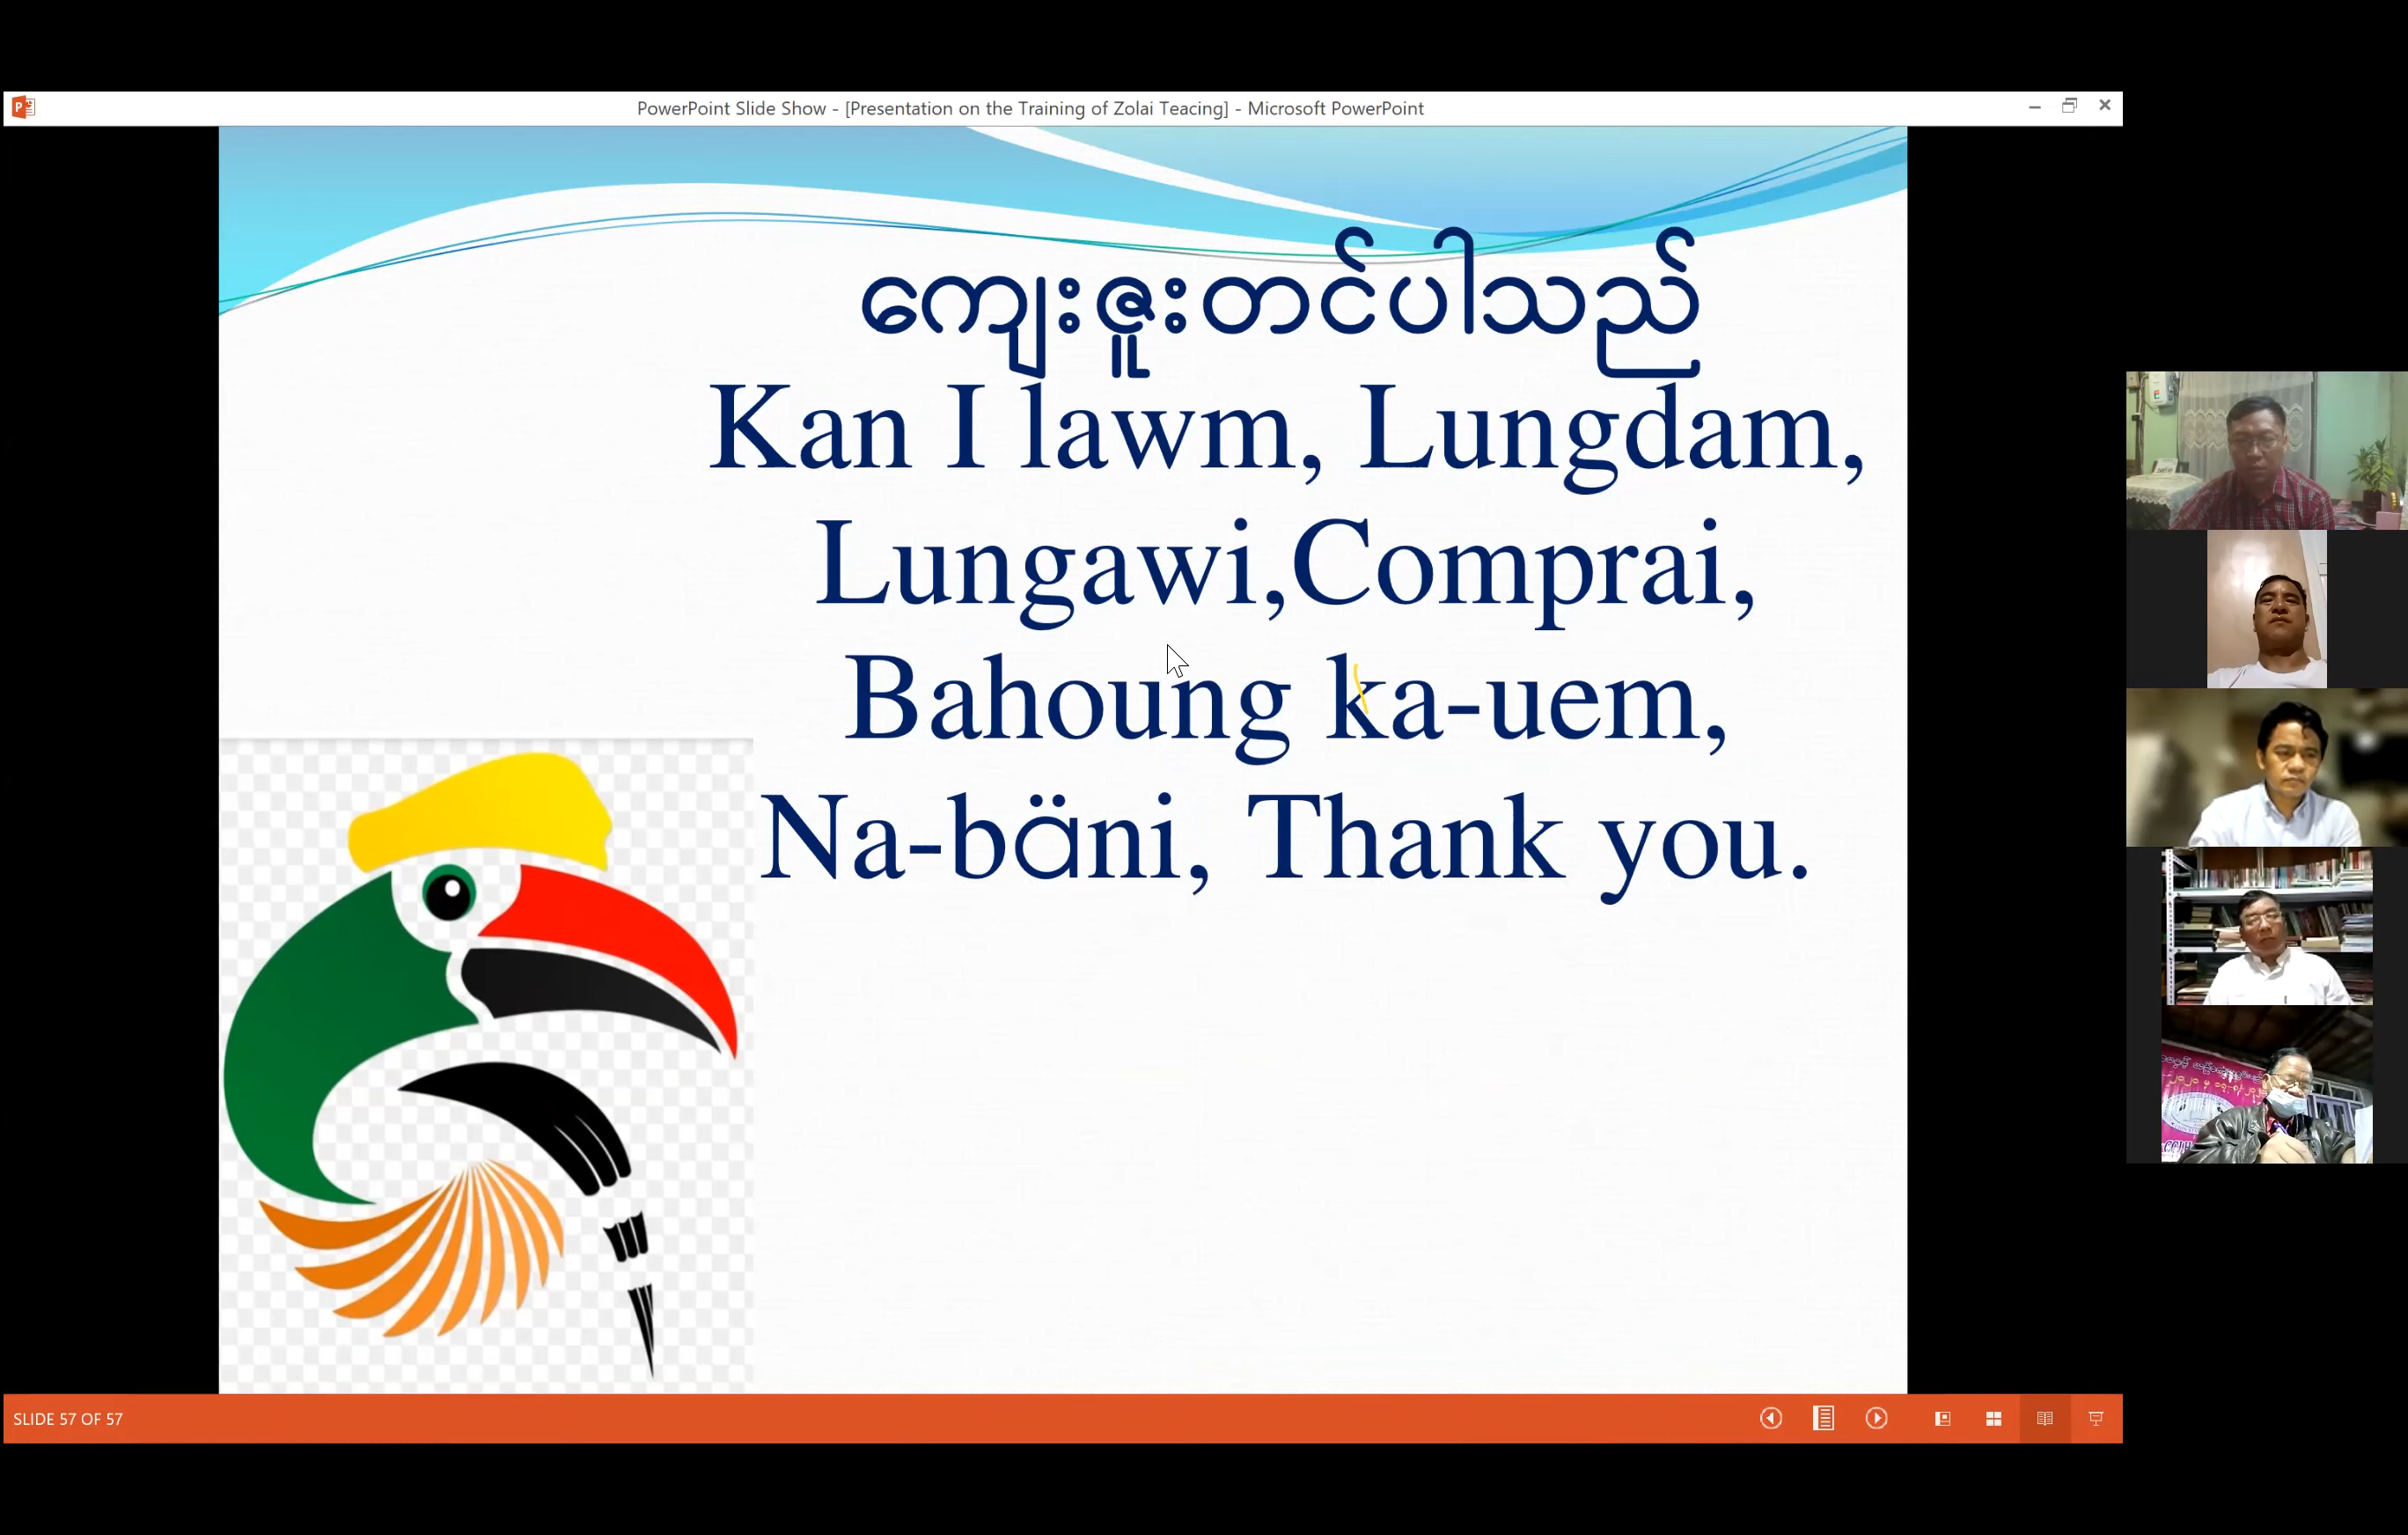 PowerPoint Slide Show - [Presentation on the Training of Zolai Teacing] - Microsoft PowerPoint
ကျေးဇူးတင်ပါသည်
Kan I lawm, Lungdam,
Lungawi,Comprai,
Bahoung ka-uem,
Na-bäni, Thank you.
SLIDE 57 OF 57